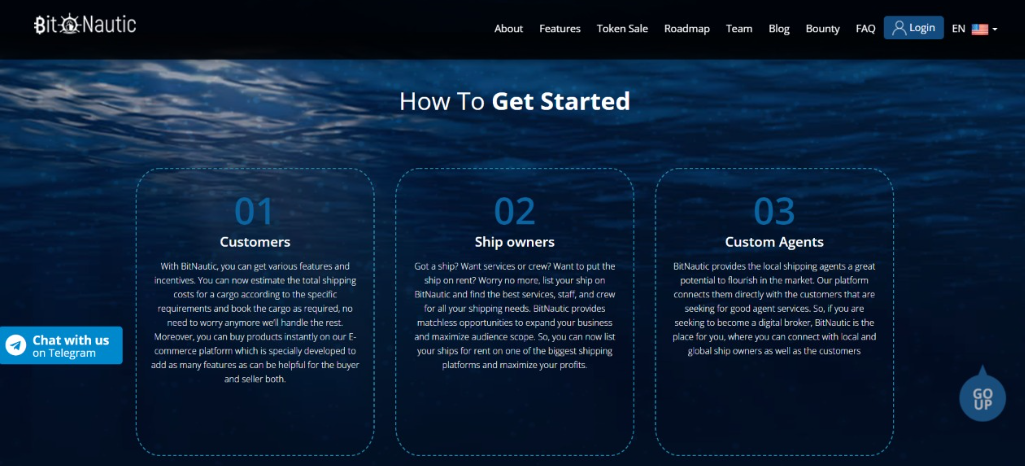 Bit Nautic
About Features Token Sale Roadmap Team Blog Bounty FAQ Login EN
How To Get Started
01
Customers
With BitNautic, you can get various features and
incentives. You can now estimate the total shipping
costs for a cargo according to the specific
requirements and book the cargo as required, no
need to worry anymore we'll handle the rest.
Moreover, you can buy products instantly on our E-
commerce platform which is specially developed to
add as many features as can be helpful for the buyer
and seller both.
02
Ship owners
Got a ship? Want services or crew? Want to put the
ship on rent? Worry no more, list your ship on
BitNautic and find the best services, staff, and crew
for all your shipping needs. BitNautic provides
matchless opportunities to expand your business
and maximize audience scope. So, you can now list
your ships for rent on one of the biggest shipping
platforms and maximize your profits.
03
Custom Agents
BitNautic provides the local shipping agents a great
potential to flourish in the market. Our platform
connects them directly with the customers that are
seeking for good agent services. So, if you are
seeking to become a digital broker, BitNautic is the
place for you, where you can connect with local and
global ship owners as well as the customers
Chat with us
on Telegram
GO
UP